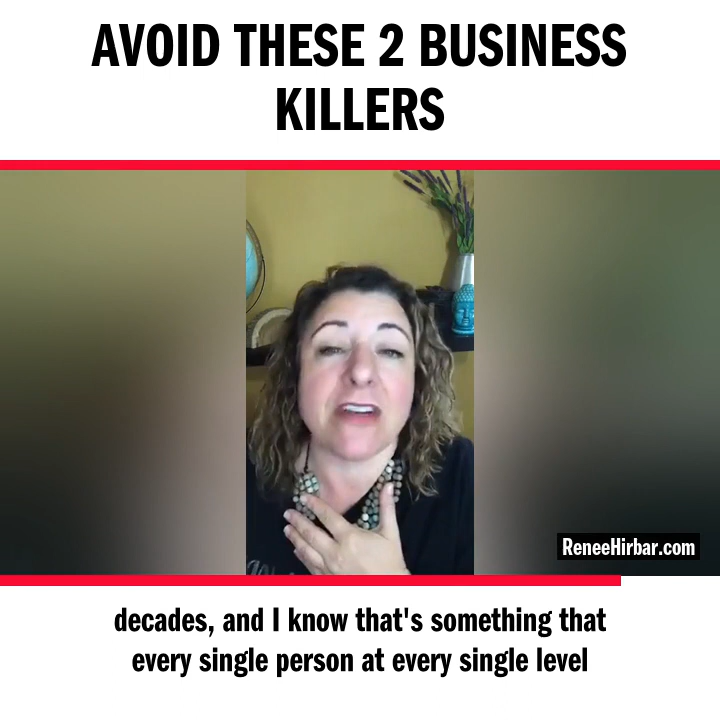 AVOID THESE 2 BUSINESS
KILLERS
ReneeHirbar.com
decades, and I know that's something that
every single person at every single level